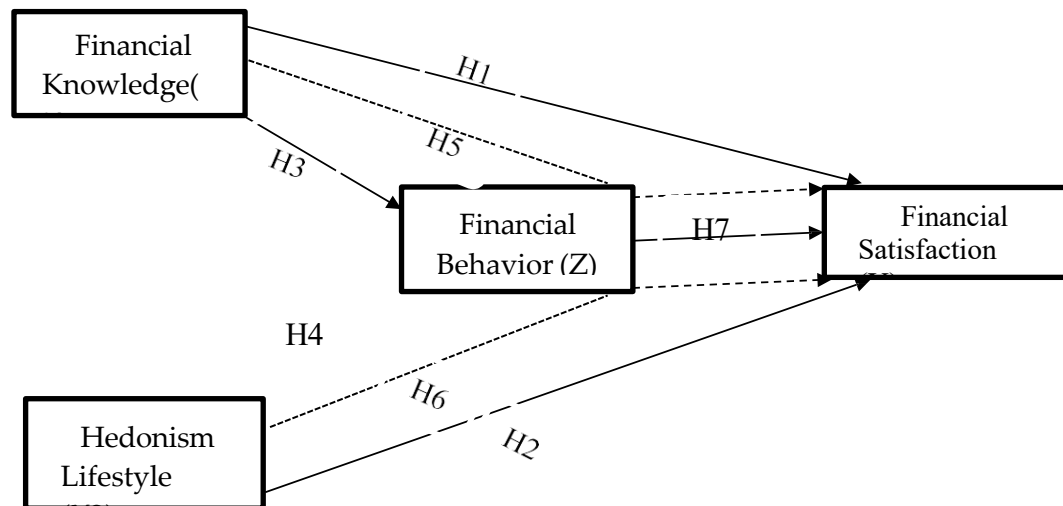 Financial
Knowledge(
H1
H5
H3
Financial
Behavior (Z)
H7
Financial
Satisfaction
H4
H6
H2
Hedonism
Lifestyle